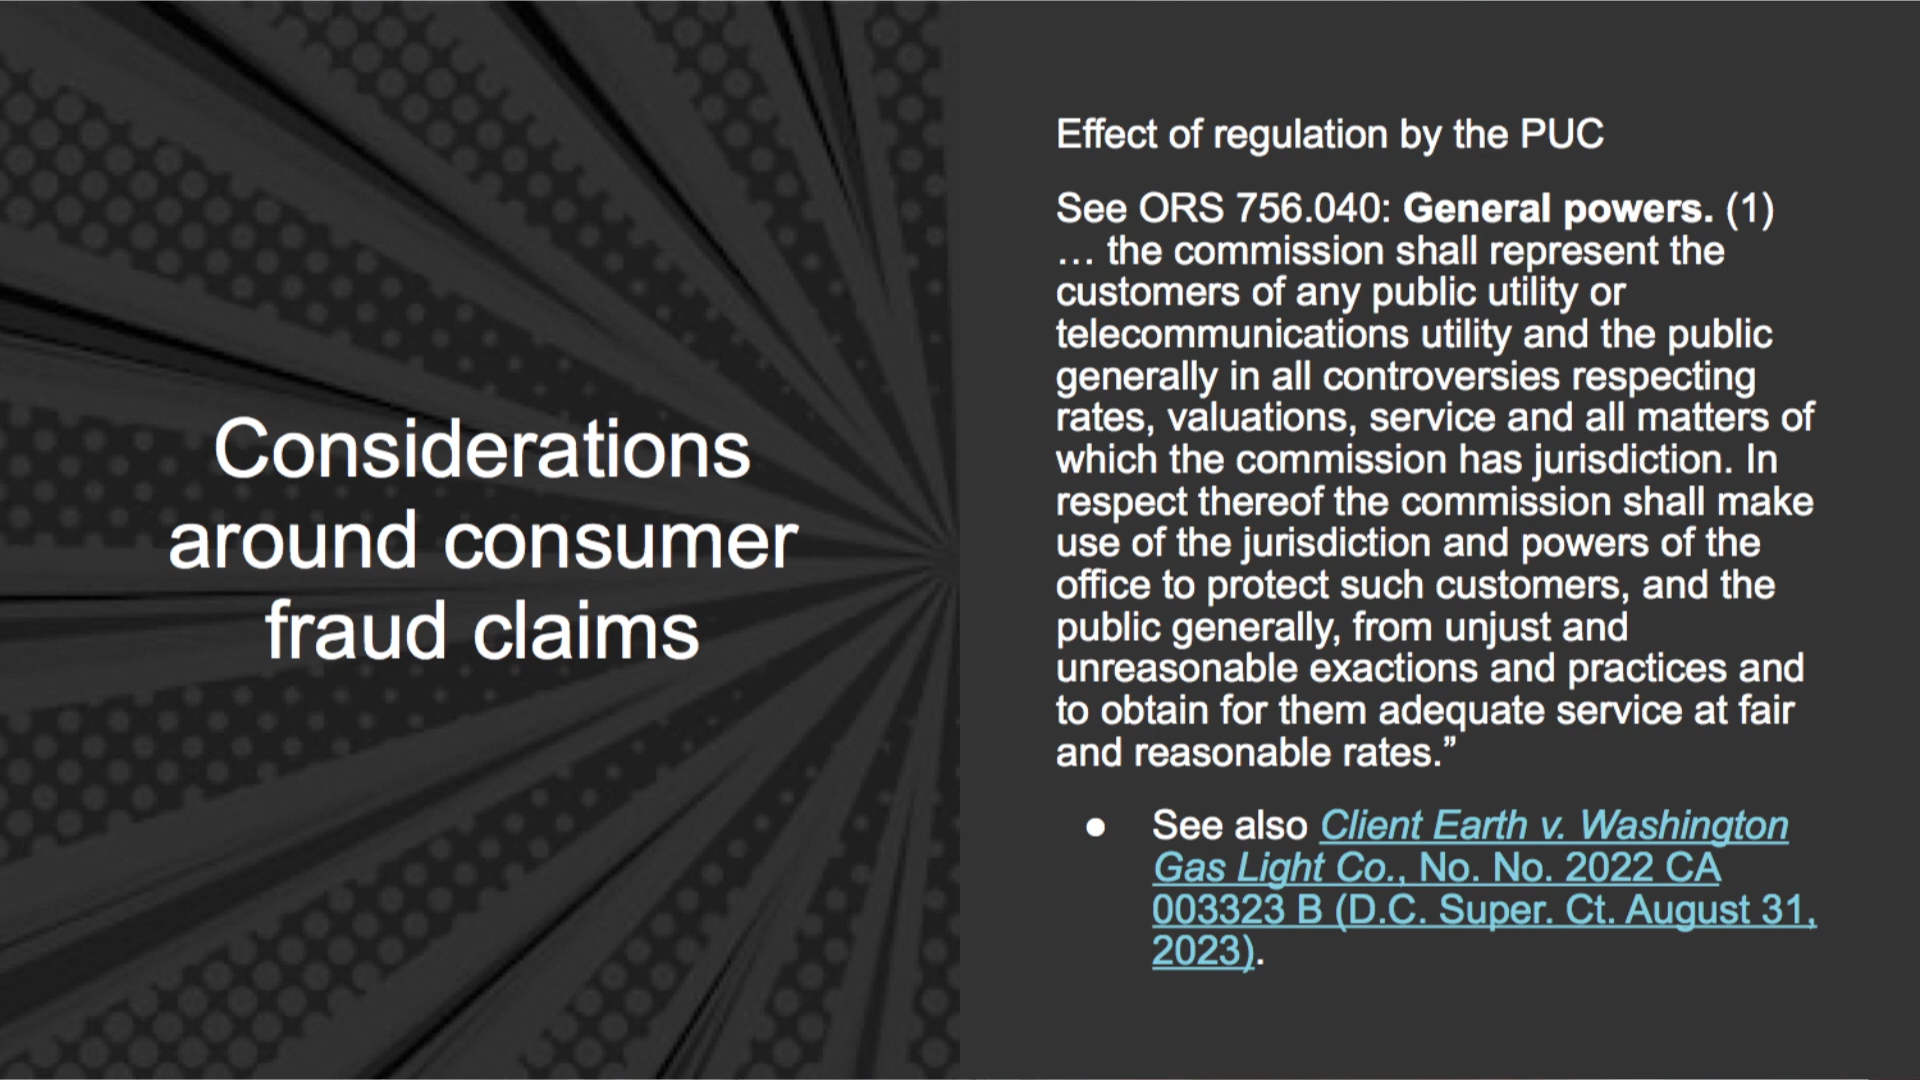 Considerations
around consumer
fraud claims
Effect of regulation by the PUC
See ORS 756.040: General powers. (1)
… the commission shall represent the
customers of any public utility or
telecommunications utility and the public
generally in all controversies respecting
rates, valuations, service and all matters of
which the commission has jurisdiction. In
respect thereof the commission shall make
use of the jurisdiction and powers of the
office to protect such customers, and the
public generally, from unjust and
unreasonable exactions and practices and
to obtain for them adequate service at fair
and reasonable rates.”
● See also Client Earth v. Washington
Gas Light Co., No. No. 2022 CA
003323 B (D.C. Super. Ct. August 31,
2023).